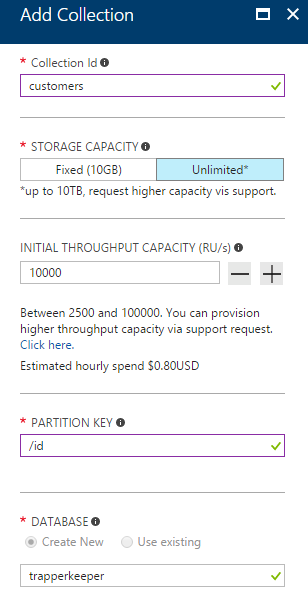 Add Collection
* Collection Id
customers
* STORAGE CAPACITY
Fixed (10GB) Unlimited*
*up to 10TB, request higher capacity vis support.
INITIAL THROUGHPUT CAPACITY (RU/s)
10000
Between 2500 and 100000. You can provision
higher throughput capacity via support request.
Click here.
Estimated hourly spend $0.80USD
* PARTITION KEY
/id
* DATABASE
Create New Use existing
trapperkeeper